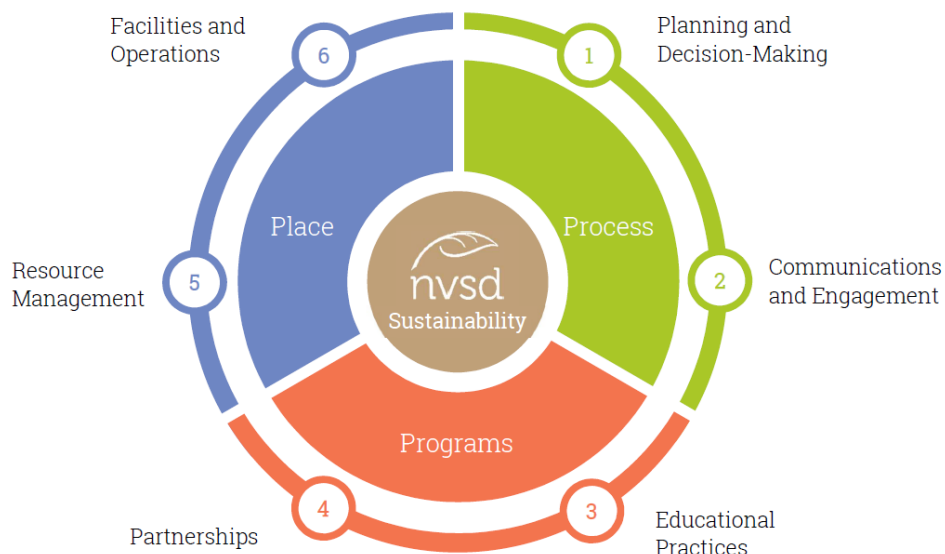 Facilities and
Operations
6
1
Planning and
Decision-Making
Place
Process
nvsd
Sustainability
Resource
Management
5
2
Communications
and Engagement
Programs
Partnerships
4
3
Educational
Practices